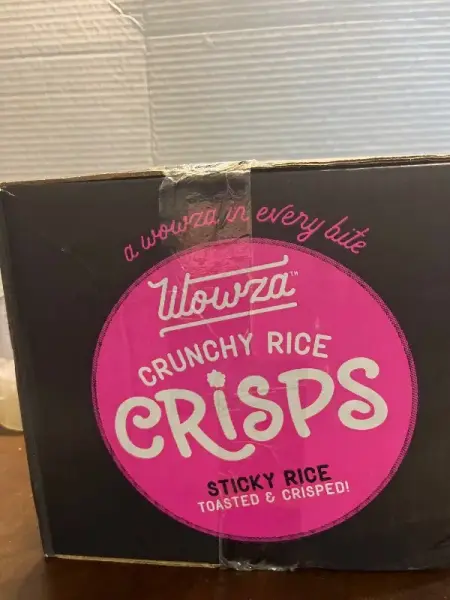 a wowza in every bite
Wowza™
CRUNCHY RICE
CRiSPS
STICKY RICE
TOASTED & CRISPED!